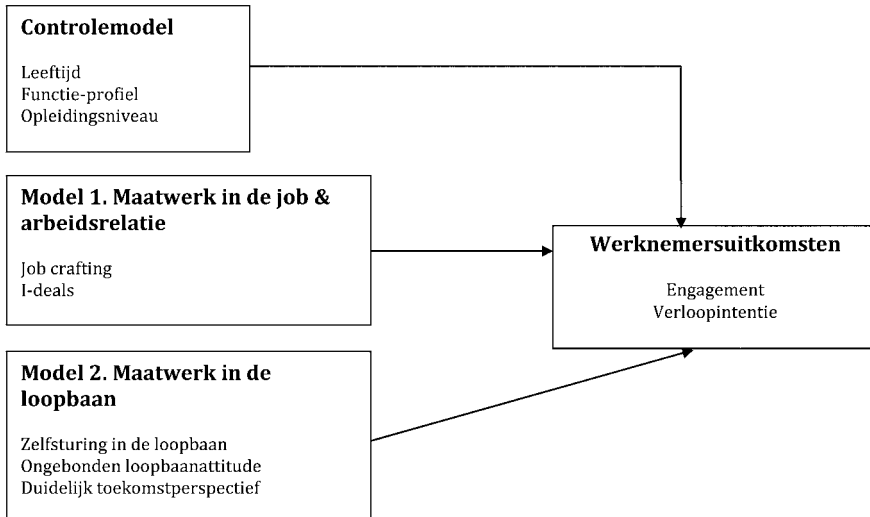 Controlemodel
Leeftijd
Functie-profiel
Opleidingsniveau
Model 1. Maatwerk in de job &
arbeidsrelatie
Job crafting
I-deals
Werknemersuitkomsten
Engagement
Verloopintentie
Model 2. Maatwerk in de
loopbaan
Zelfsturing in de loopbaan
Ongebonden loopbaanattitude
Duidelijk toekomstperspectief